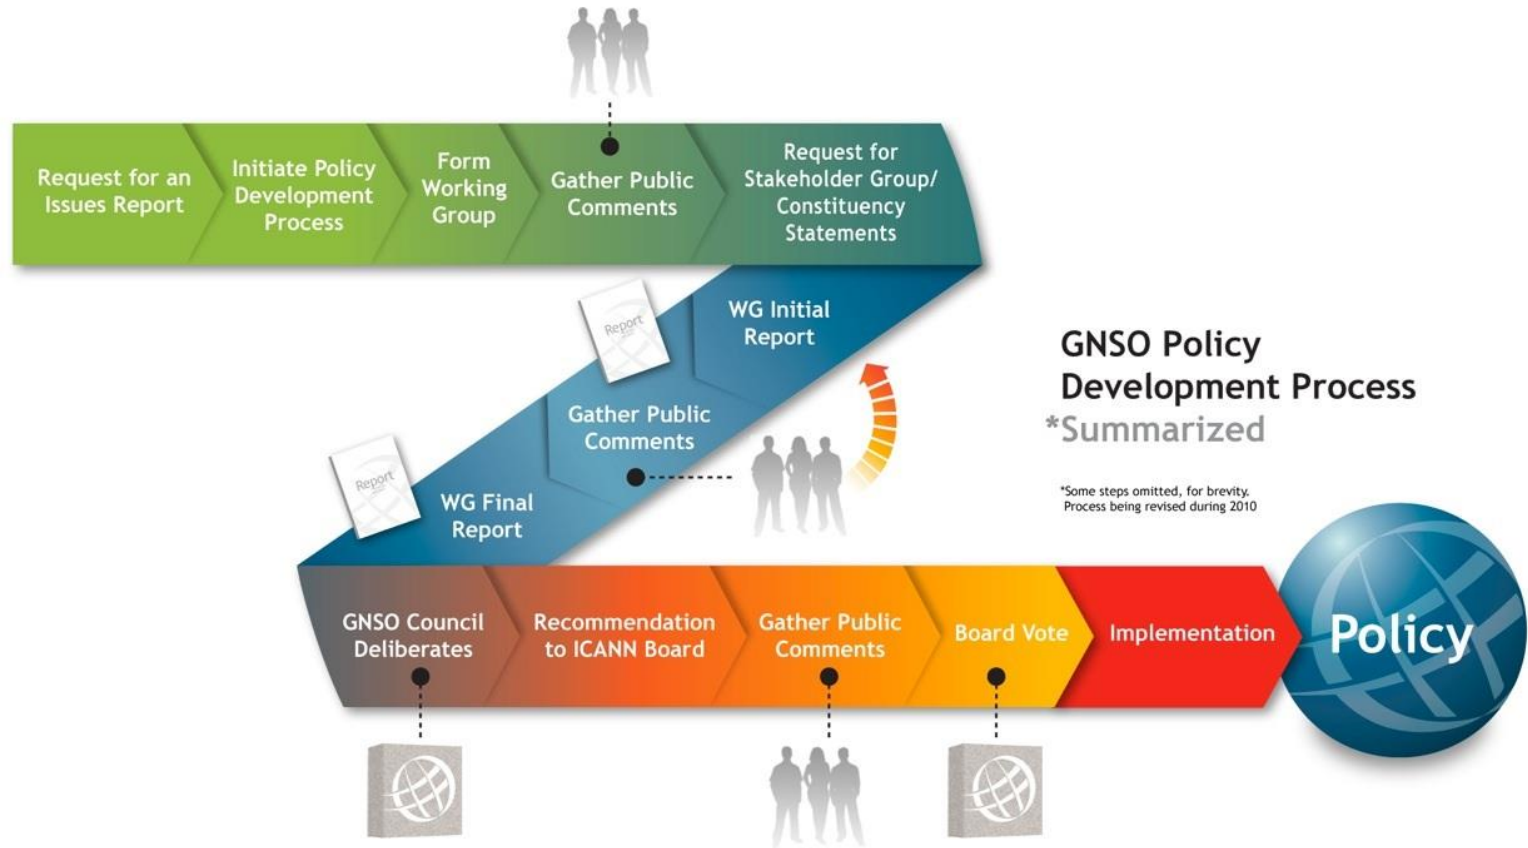 Request for an
Issues Report
Initiate Policy
Development
Process
Form
Working
Group
Gather Public
Comments
Request for
Stakeholder Group/
Constituency
Statements
WG Initial
Report
Report
Gather Public
Comments
WG Final
Report
Report
GNSO Policy
Development Process
*Summarized
*Some steps omitted, for brevity.
Process being revised during 2010
GNSO Council
Deliberates
Recommendation
to ICANN Board
Gather Public
Comments
Board Vote
Implementation
Policy